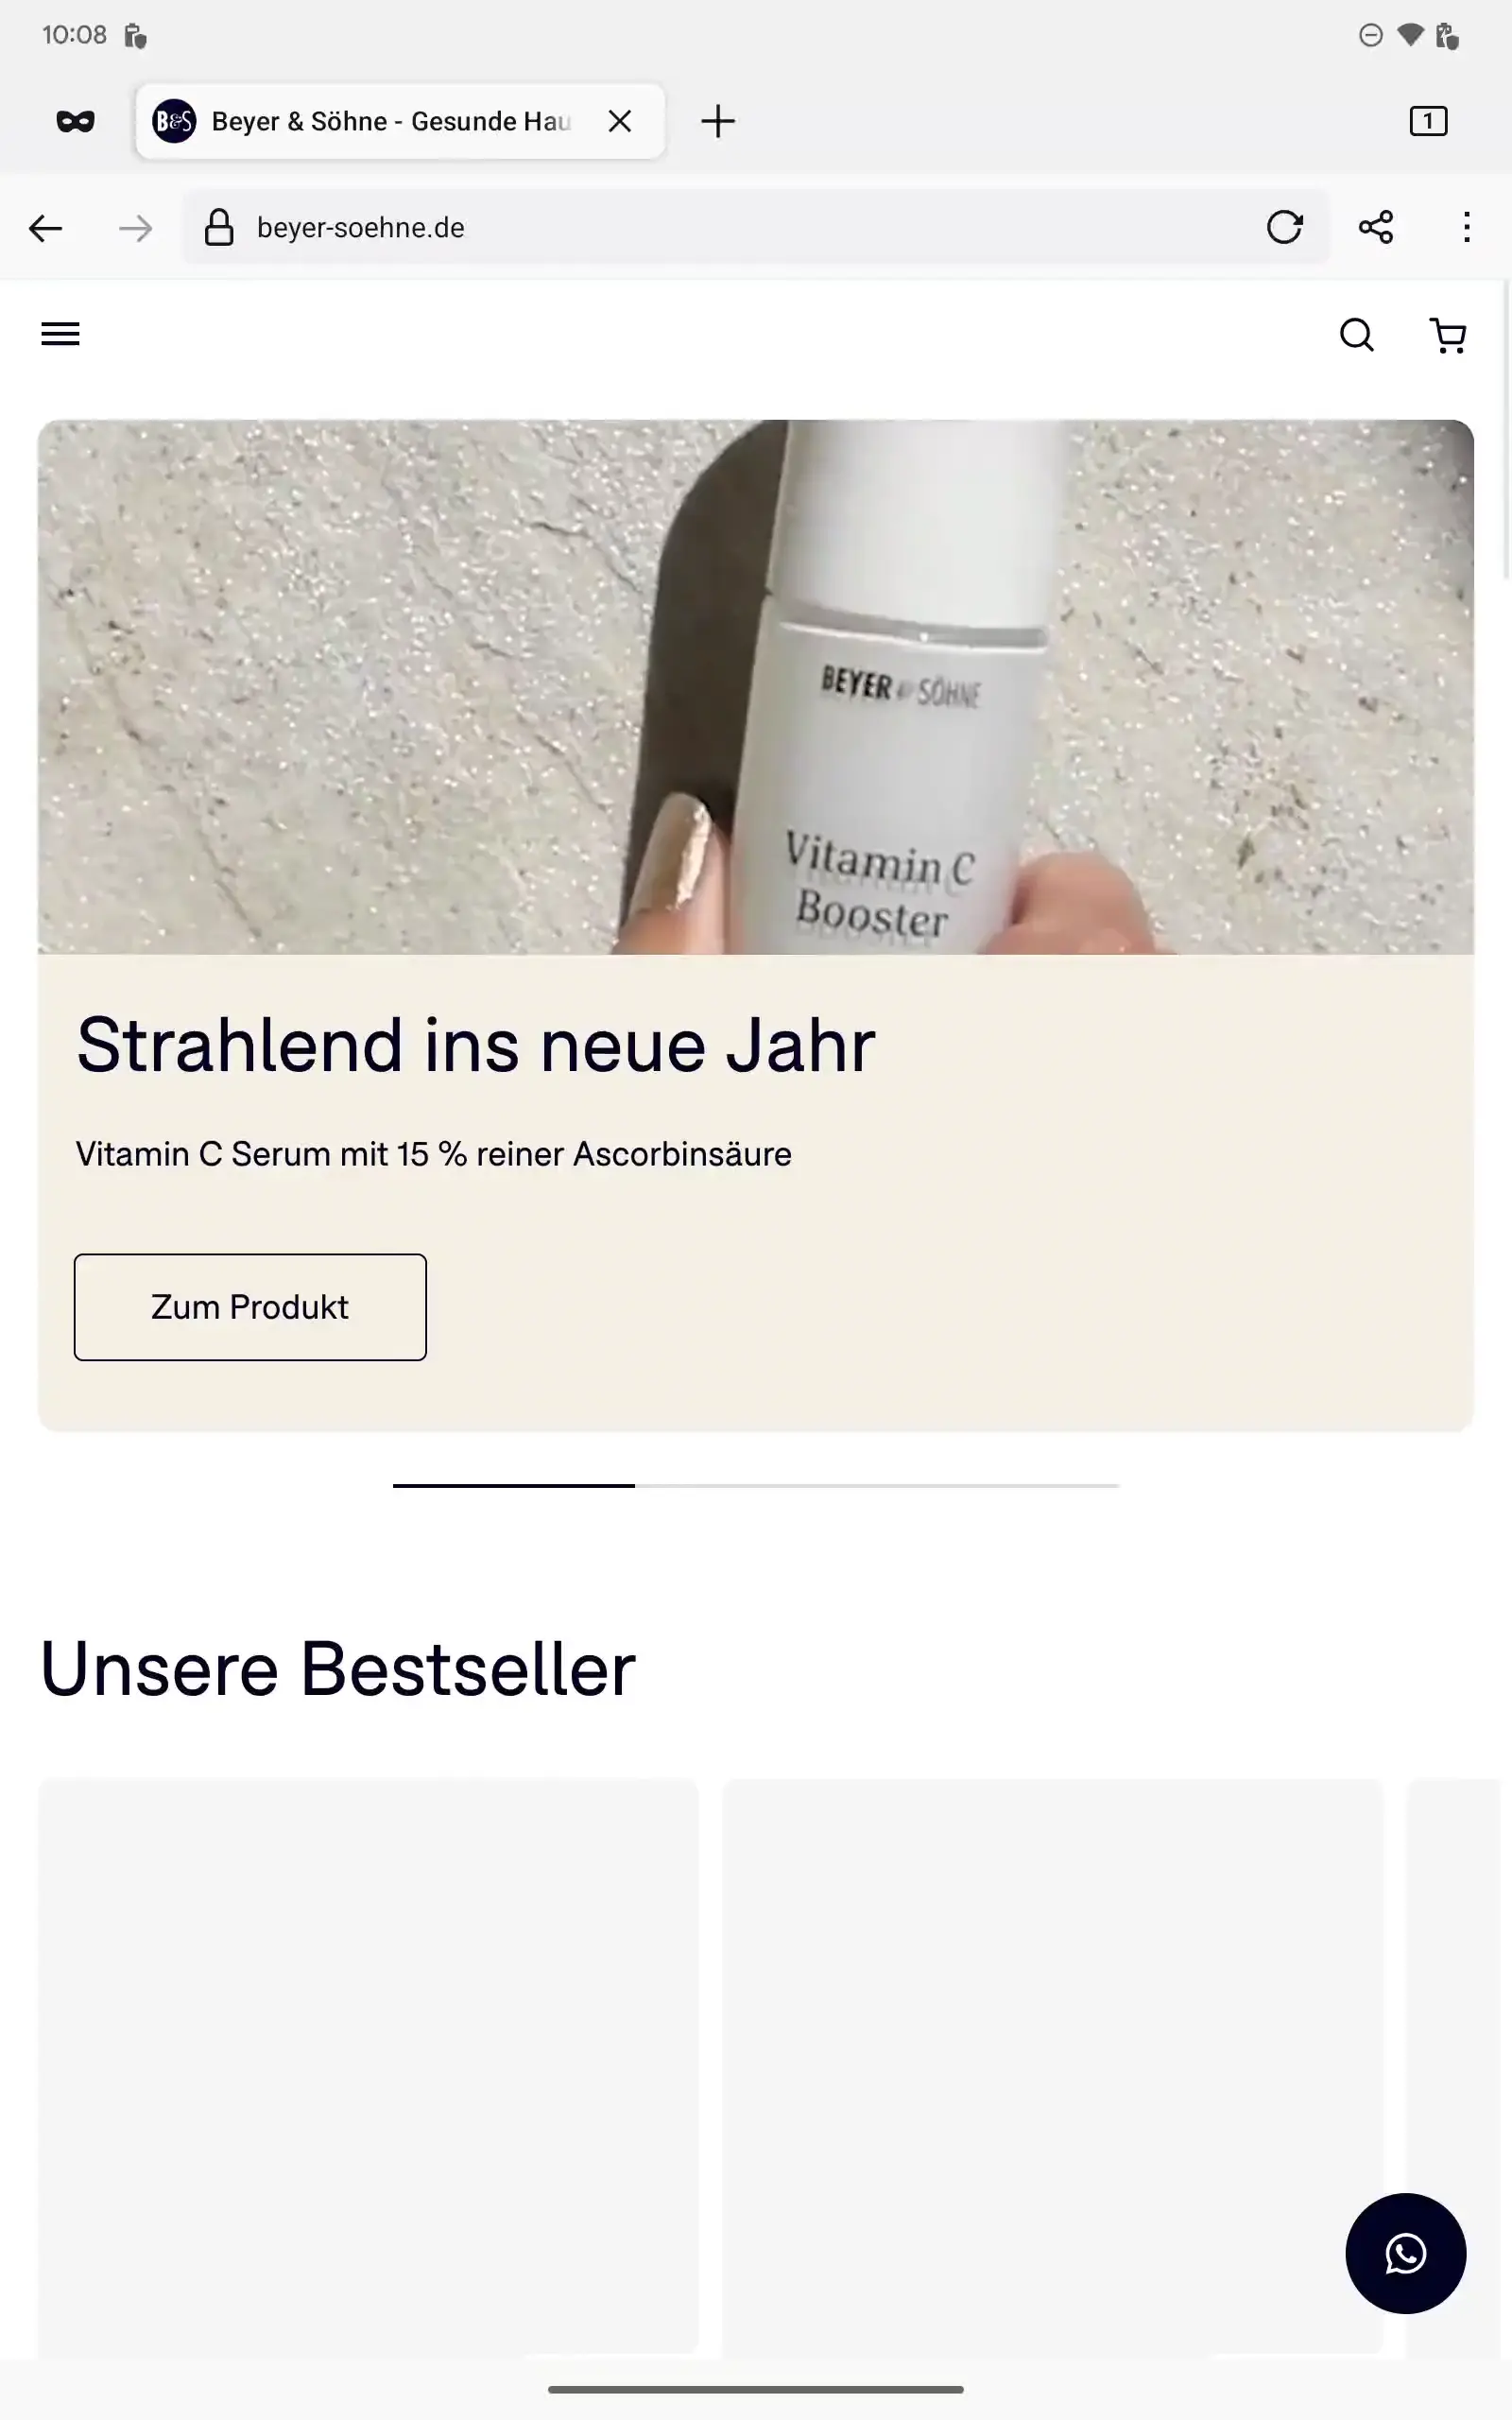 10:08
B&S Beyer & Söhne - Gesunde Hau
1
beyer-soehne.de
BEYER & SÖHNE
Vitamin C
Booster
Strahlend ins neue Jahr
Vitamin C Serum mit 15 % reiner Ascorbinsäure
Zum Produkt
Unsere Bestseller